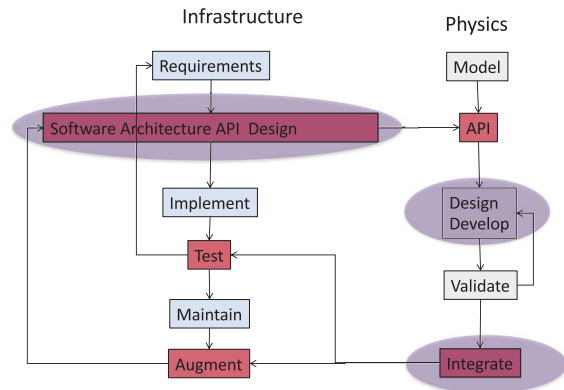 Infrastructure
Physics
Requirements
Model
Software Architecture API Design
API
Implement
Design
Develop
Test
Validate
Maintain
Augment
Integrate